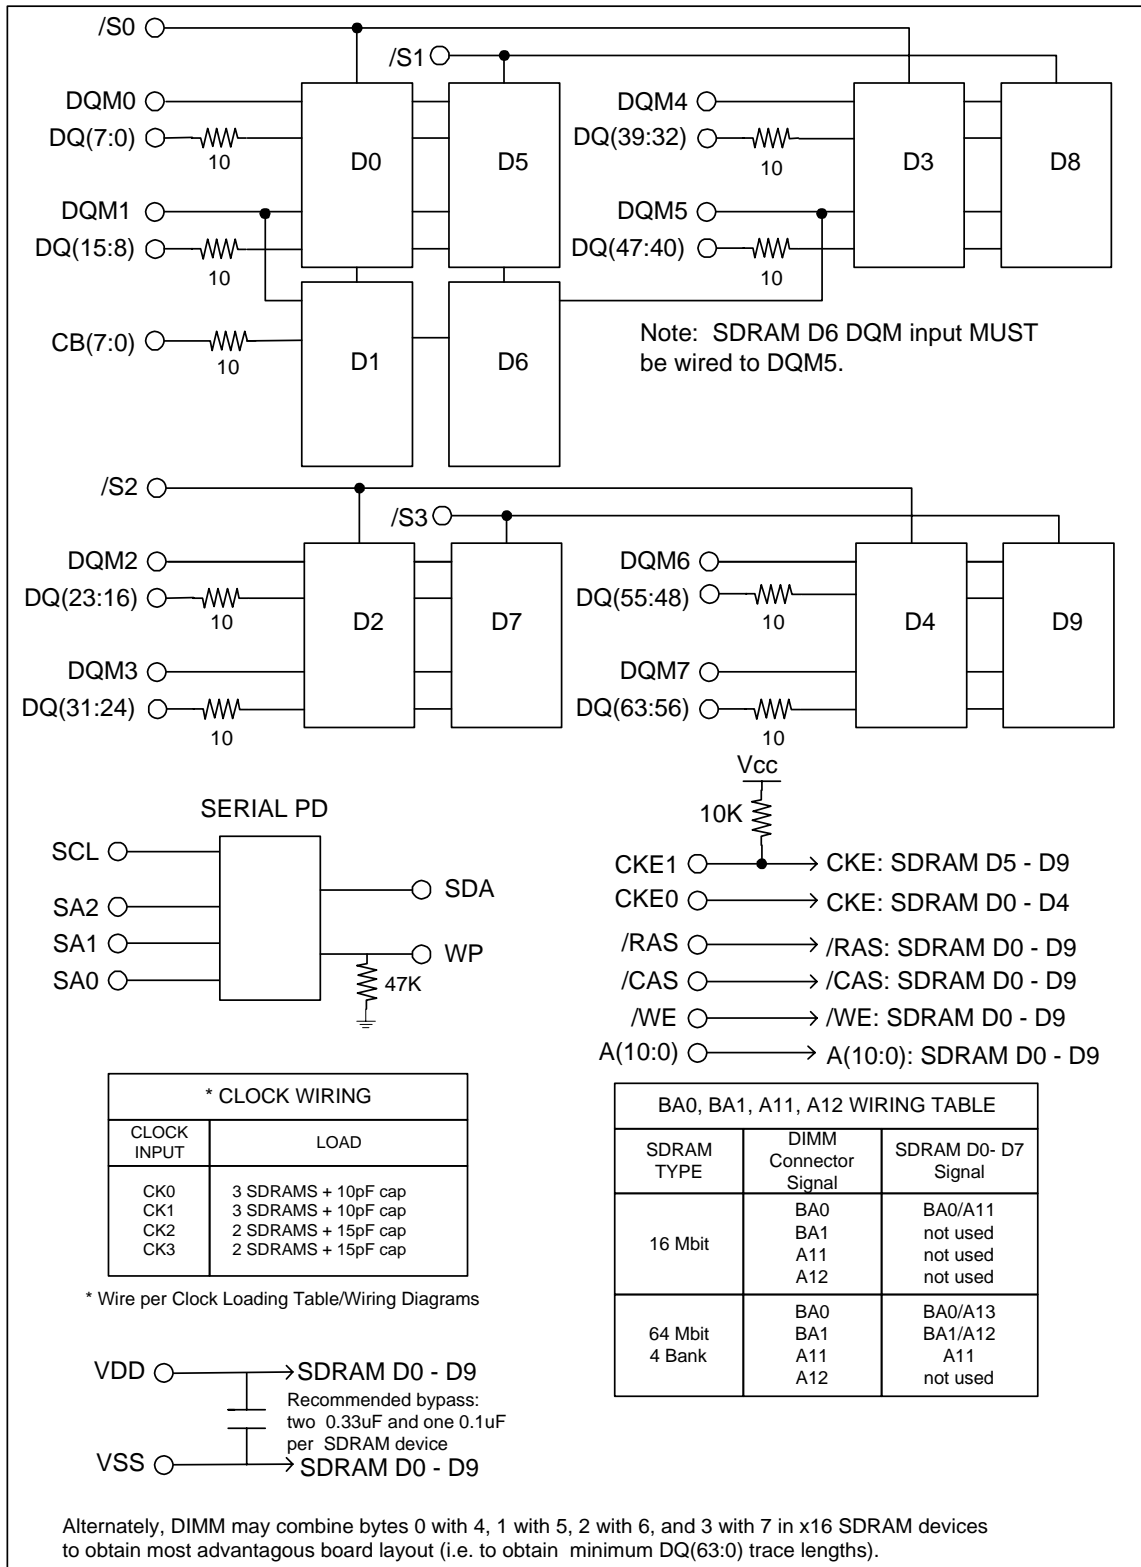 /S0
/S1
DQM0
DQ(7:0)
10
D0
D5
DQM4
DQ(39:32)
10
D3
D8
DQM1
DQ(15:8)
10
DQM5
DQ(47:40)
10
CB(7:0)
10
D1
D6
Note: SDRAM D6 DQM input MUST
be wired to DQM5.
/S2
/S3
DQM2
DQ(23:16)
10
D2
D7
DQM6
DQ(55:48)
10
D4
D9
DQM3
DQ(31:24)
10
DQM7
DQ(63:56)
10
SERIAL PD
SCL
SA2
SA1
SA0
SDA
WP
47K
Vcc
10K
CKE1
CKE: SDRAM D5 - D9
CKE0
CKE: SDRAM D0 - D4
/RAS
/RAS: SDRAM D0 - D9
/CAS
/CAS: SDRAM D0 - D9
/WE
/WE: SDRAM D0 - D9
A(10:0)
A(10:0): SDRAM D0 - D9
* CLOCK WIRING
CLOCK INPUT LOAD
CK0 3 SDRAMS + 10pF cap
CK1 3 SDRAMS + 10pF cap
CK2 2 SDRAMS + 15pF cap
CK3 2 SDRAMS + 15pF cap
* Wire per Clock Loading Table/Wiring Diagrams
BA0, BA1, A11, A12 WIRING TABLE
SDRAM TYPE DIMM Connector Signal SDRAM D0- D7 Signal
16 Mbit
BA0 BA0/A11
BA1 not used
A11 not used
A12 not used
64 Mbit
4 Bank
BA0 BA0/A13
BA1 BA1/A12
A11 A11
A12 not used
VDD
SDRAM D0 - D9
Recommended bypass:
two 0.33uF and one 0.1uF
per SDRAM device
VSS
SDRAM D0 - D9
Alternately, DIMM may combine bytes 0 with 4, 1 with 5, 2 with 6, and 3 with 7 in x16 SDRAM devices
to obtain most advantagous board layout (i.e. to obtain minimum DQ(63:0) trace lengths).